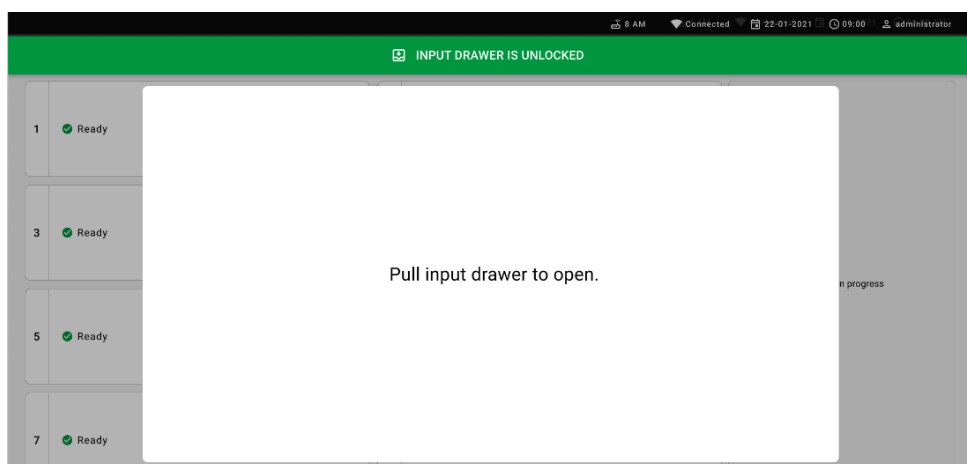 8 AM Connected 22-01-2021 09:00 administrator
INPUT DRAWER IS UNLOCKED
1 Ready
3 Ready
Pull input drawer to open.
n progress
5 Ready
7 Ready